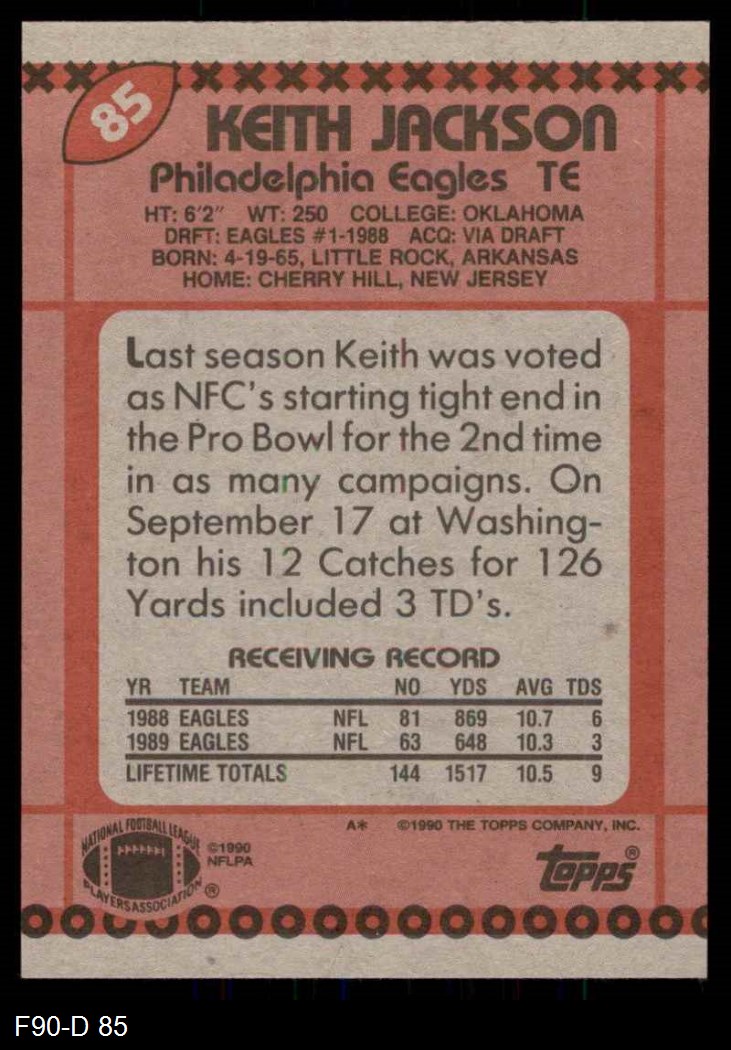 85
KEITH JACKSON
Philadelphia Eagles TE
HT: 6'2" WT: 250 COLLEGE: OKLAHOMA
DRFT: EAGLES #1-1988 ACQ: VIA DRAFT
BORN: 4-19-65, LITTLE ROCK, ARKANSAS
HOME: CHERRY HILL, NEW JERSEY
Last season Keith was voted
as NFC's starting tight end in
the Pro Bowl for the 2nd time
in as many campaigns. On
September 17 at Washing-
ton his 12 Catches for 126
Yards included 3 TD's.
RECEIVING RECORD
YR TEAM NO YDS AVG TDS
1988 EAGLES NFL 81 869 10.7 6
1989 EAGLES NFL 63 648 10.3 3
LIFETIME TOTALS 144 1517 10.5 9
A* ©1990 THE TOPPS COMPANY, INC.
NATIONAL FOOTBALL LEAGUE
PLAYERS ASSOCIATION ®
©1990
NFLPA
topps®
F90-D 85